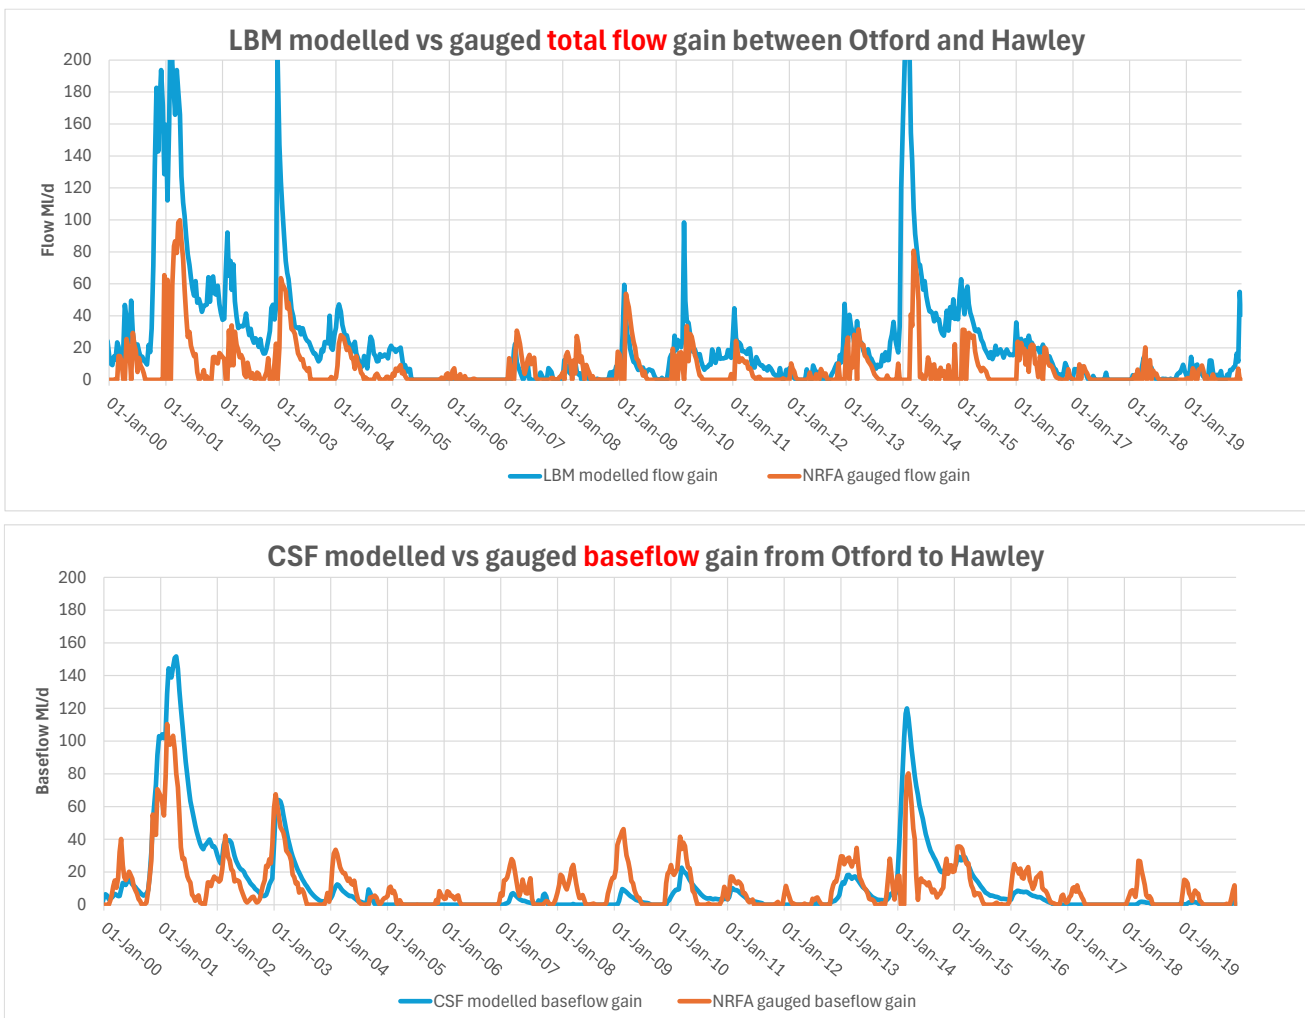 LBM modelled vs gauged total flow gain between Otford and Hawley
Flow Ml/d
200
180
160
140
120
100
80
60
40
20
0
01-Jan-00
01-Jan-01
01-Jan-02
01-Jan-03
01-Jan-04
01-Jan-05
01-Jan-06
01-Jan-07
01-Jan-08
01-Jan-09
01-Jan-10
01-Jan-11
01-Jan-12
01-Jan-13
01-Jan-14
01-Jan-15
01-Jan-16
01-Jan-17
01-Jan-18
01-Jan-19
LBM modelled flow gain
NRFA gauged flow gain
CSF modelled vs gauged baseflow gain from Otford to Hawley
Baseflow Ml/d
200
180
160
140
120
100
80
60
40
20
0
01-Jan-00
01-Jan-01
01-Jan-02
01-Jan-03
01-Jan-04
01-Jan-05
01-Jan-06
01-Jan-07
01-Jan-08
01-Jan-09
01-Jan-10
01-Jan-11
01-Jan-12
01-Jan-13
01-Jan-14
01-Jan-15
01-Jan-16
01-Jan-17
01-Jan-18
01-Jan-19
CSF modelled baseflow gain
NRFA gauged baseflow gain